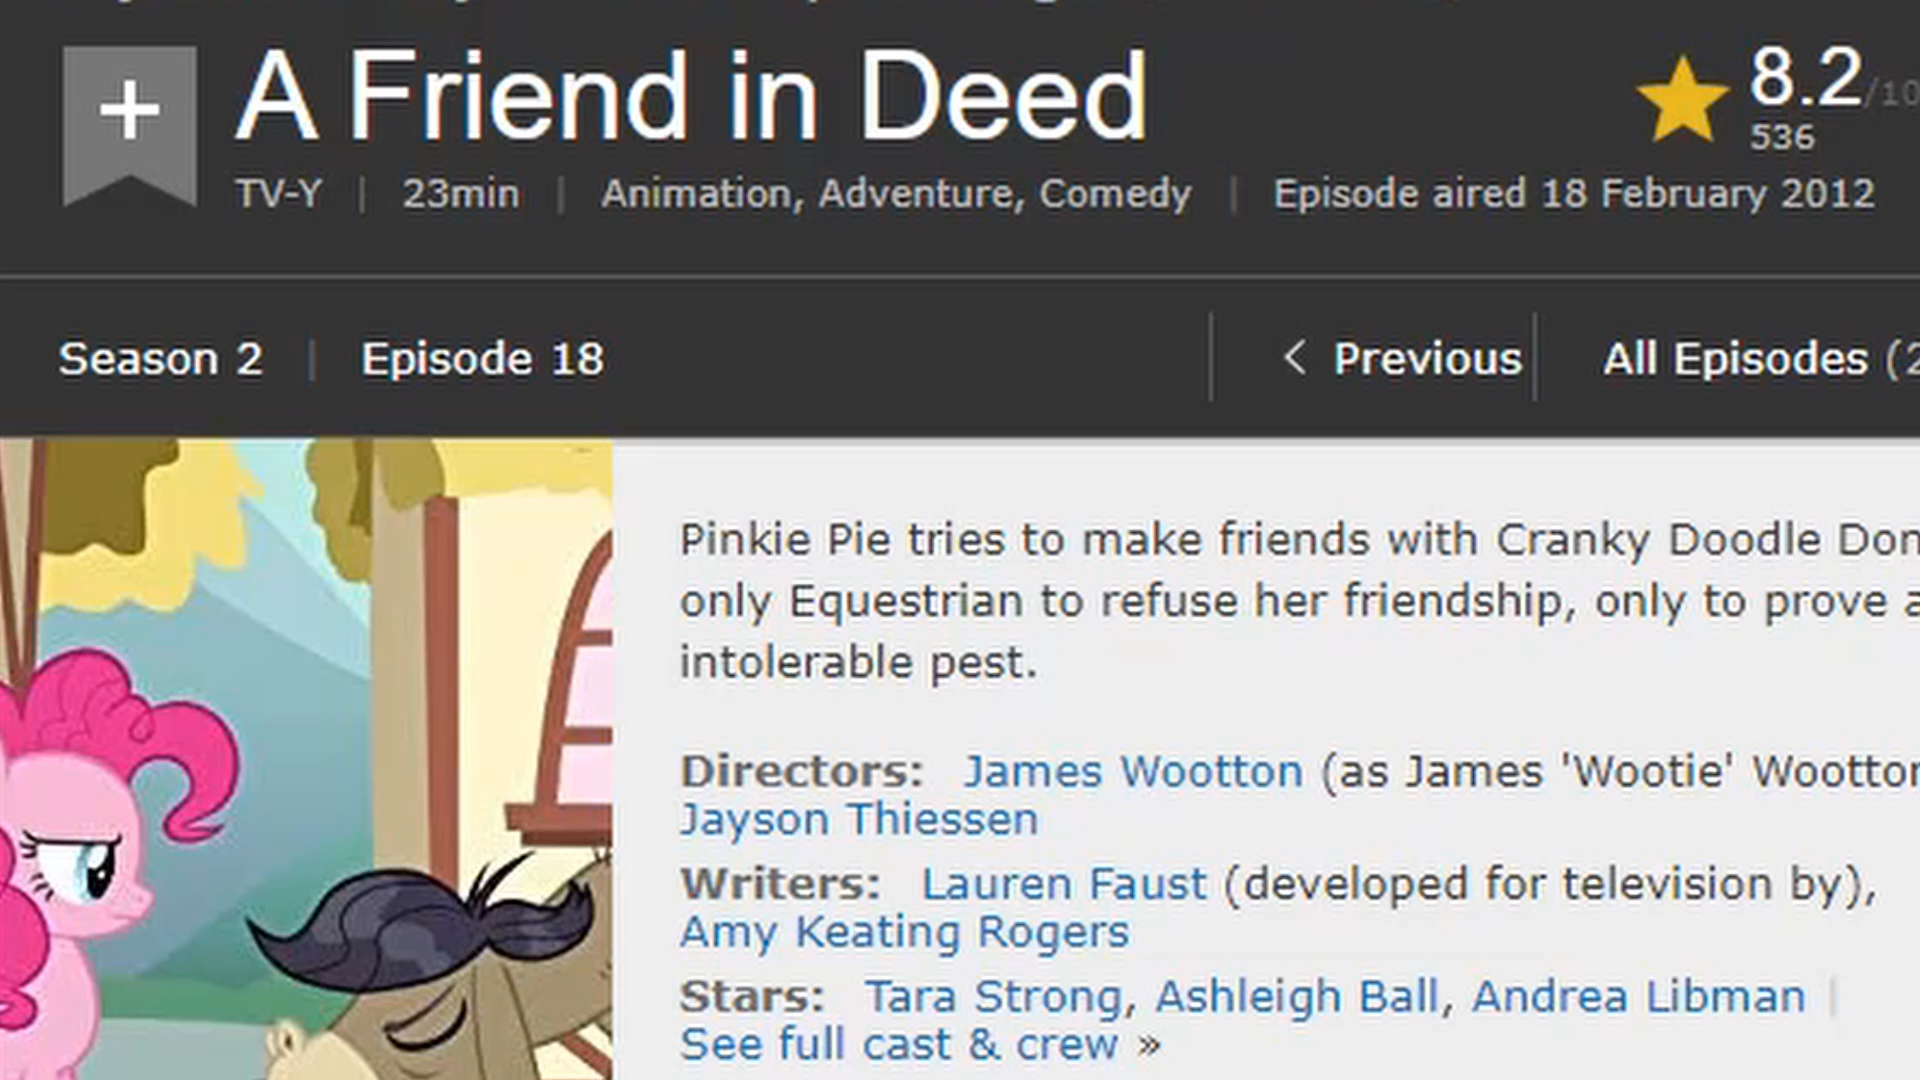 A Friend in Deed
8.2/10
536
TV-Y | 23min | Animation, Adventure, Comedy | Episode aired 18 February 2012
Season 2 | Episode 18
Previous
All Episodes (2
Pinkie Pie tries to make friends with Cranky Doodle Don
only Equestrian to refuse her friendship, only to prove a
intolerable pest.
Directors: James Wootton (as James 'Wootie' Wootton
Jayson Thiessen
Writers: Lauren Faust (developed for television by),
Amy Keating Rogers
Stars: Tara Strong, Ashleigh Ball, Andrea Libman |
See full cast & crew »